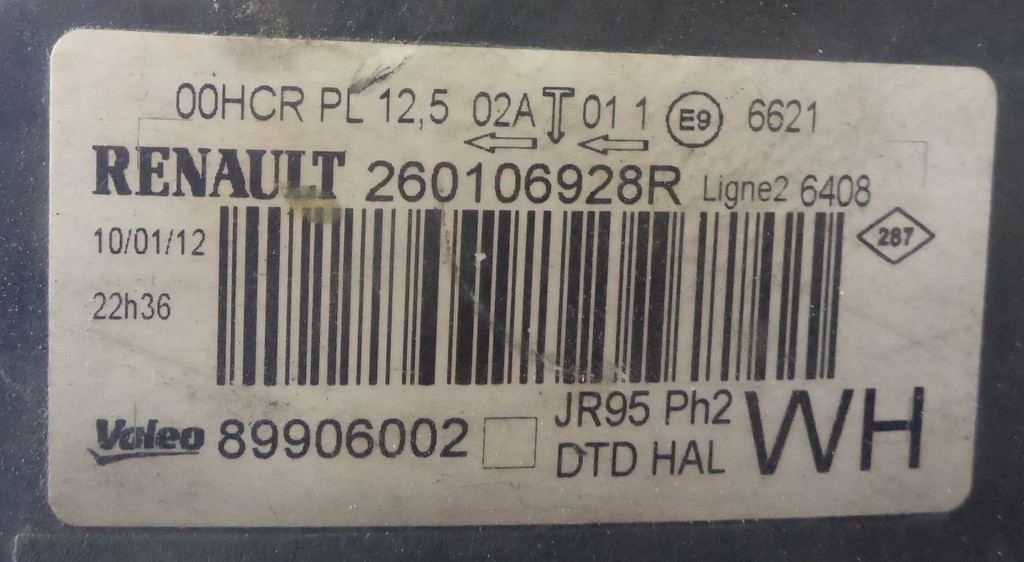 00HCR PL 12,5 02A 01 1 E9 6621
RENAULT 260106928R Ligne2 6408
10/01/12
287
22h36
Valeo 89906002
JR95 Ph2
DTD HAL
WH